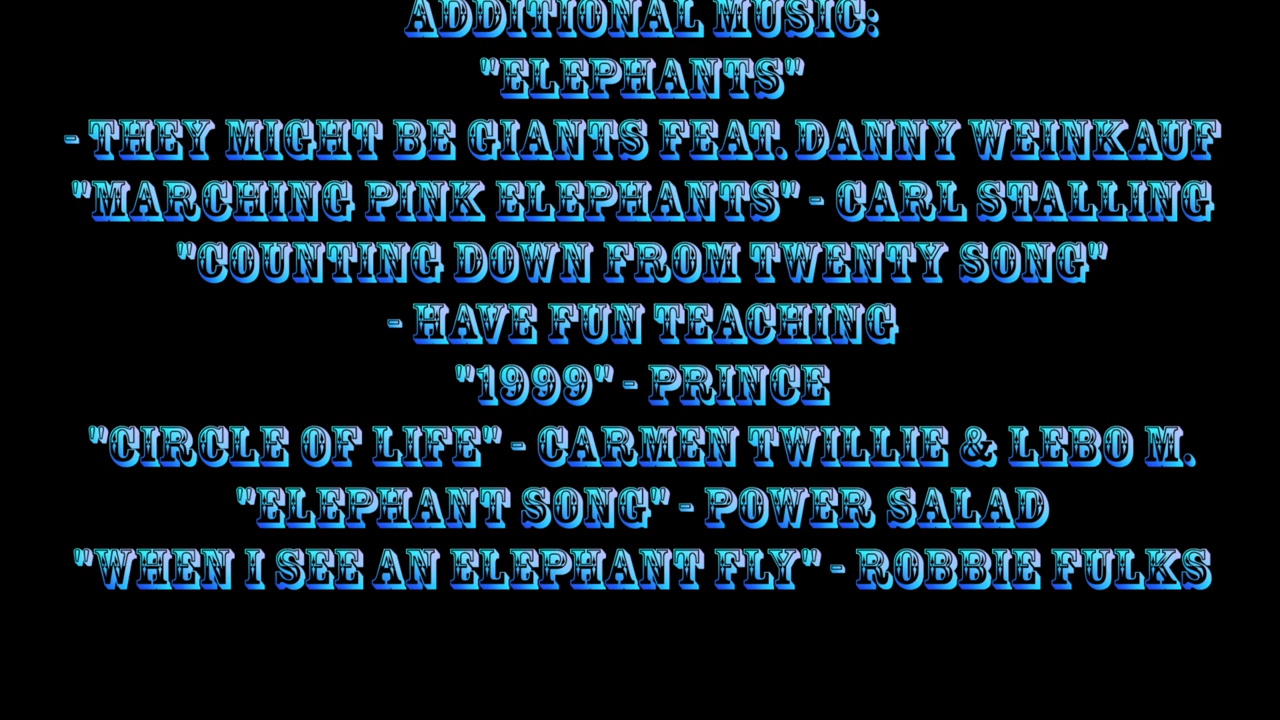 ADDITIONAL MUSIC:
"ELEPHANTS"
- THEY MIGHT BE GIANTS FEAT. DANNY WEINKAUF
"MARCHING PINK ELEPHANTS" - CARL STALLING
"COUNTING DOWN FROM TWENTY SONG"
- HAVE FUN TEACHING
"1999" - PRINCE
"CIRCLE OF LIFE" - CARMEN TWILLIE & LEBO M.
"ELEPHANT SONG" - POWER SALAD
"WHEN I SEE AN ELEPHANT FLY" - ROBBIE FULKS